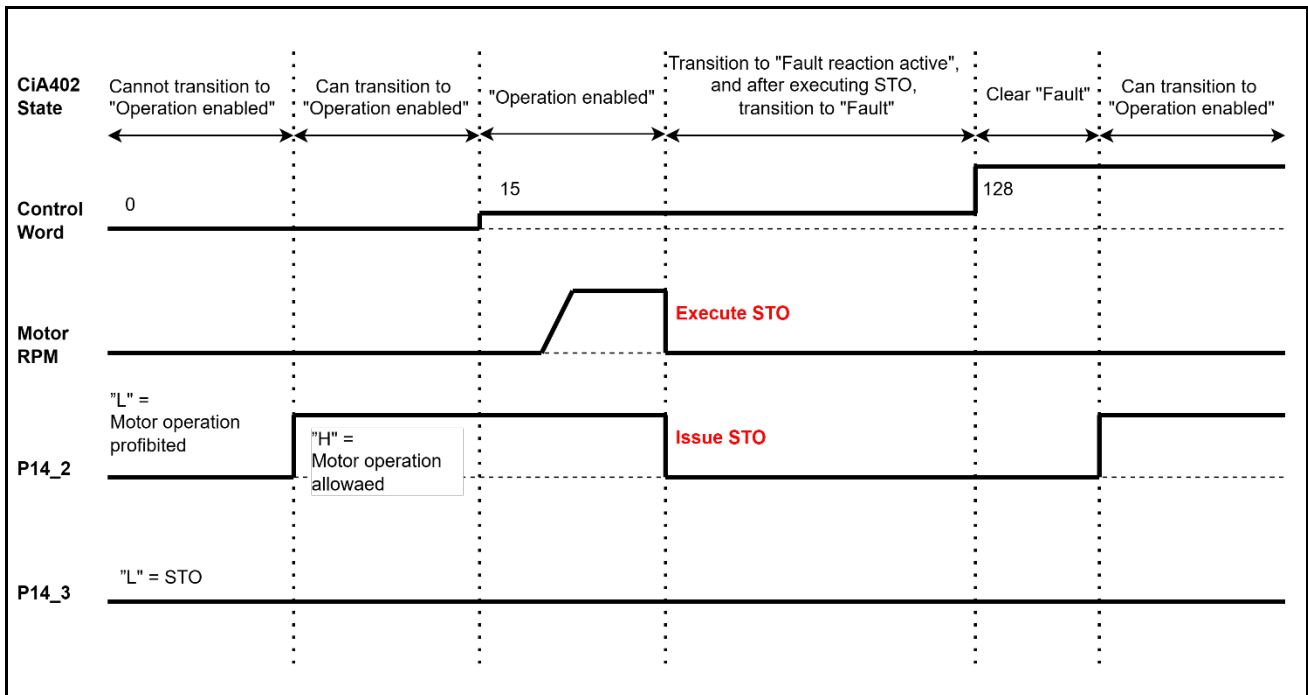 CiA402
State
Cannot transition to
"Operation enabled"
Can transition to
"Operation enabled"
"Operation enabled"
Transition to "Fault reaction active",
and after executing STO,
transition to "Fault"
Clear "Fault"
Can transition to
"Operation enabled"
Control
Word
0
15
128
Motor
RPM
Execute STO
P14_2
”L" =
Motor operation
profibited
”H" =
Motor operation
allowaed
Issue STO
P14_3
”L" = STO